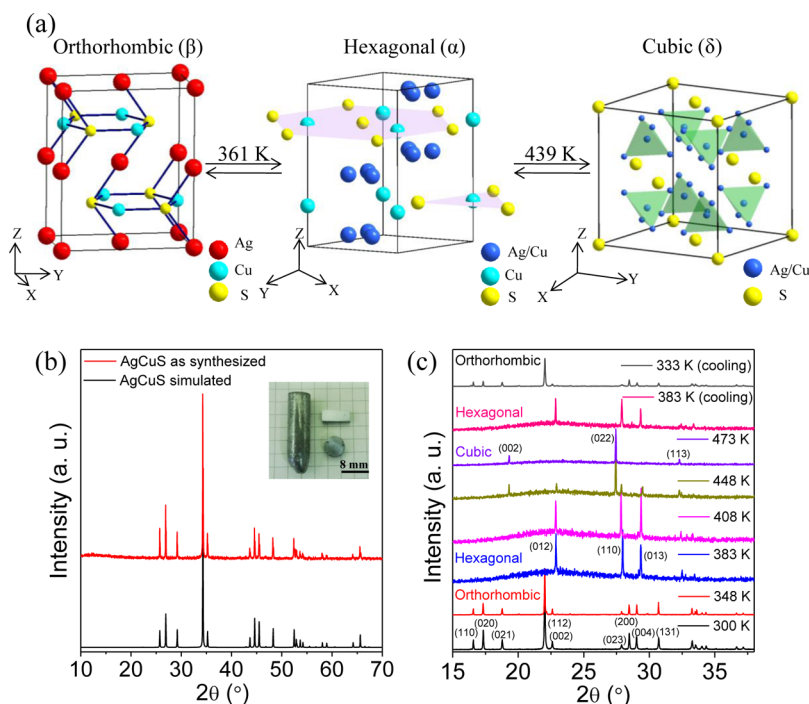 (a)
Orthorhombic (β)
Hexagonal (α)
Cubic (δ)
361 K
439 K
Z
Y
X
Ag
Cu
S
Z
Y
X
Ag/Cu
Cu
S
Z
X
Y
Ag/Cu
S
(b)
AgCuS as synthesized
AgCuS simulated
8 mm
Intensity (a. u.)
10 20 30 40 50 60 70
2θ (°)
(c)
Orthorhombic
333 K (cooling)
383 K (cooling)
Hexagonal
(022)
473 K
(002)
(113)
Cubic
448 K
408 K
(012)
(110)
(013)
383 K
Hexagonal
Orthorhombic
348 K
300 K
(110)
(020)
(021)
(112)
(002)
(023)
(200)
(004)
(131)
Intensity (a. u.)
15 20 25 30 35
2θ (°)